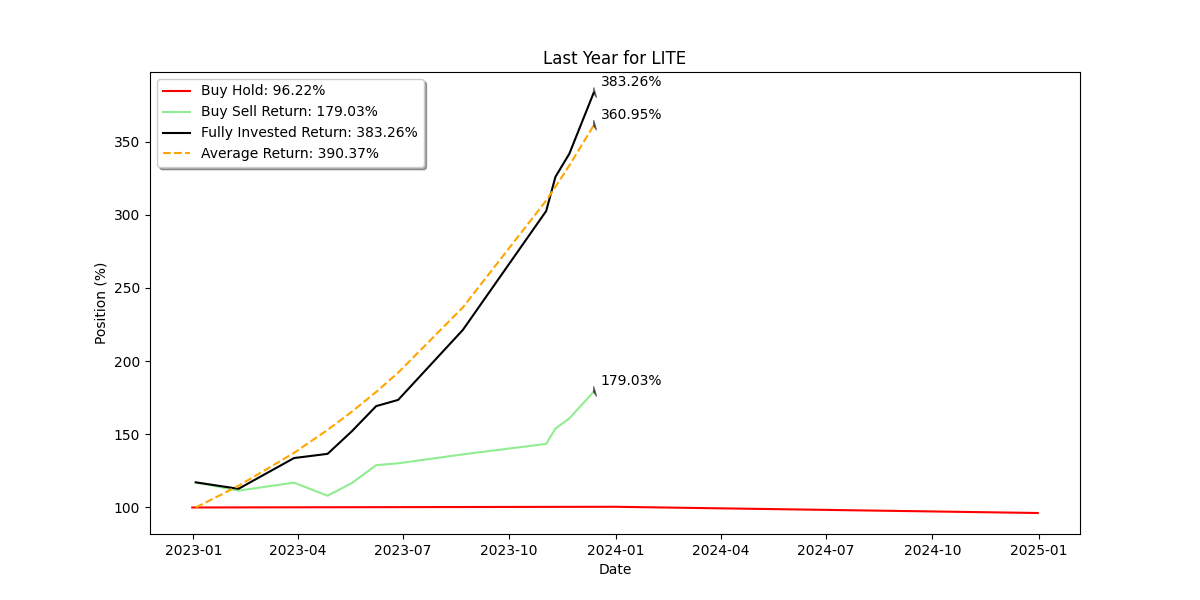 Last Year for LITE
383.26%
360.95%
179.03%
Buy Hold: 96.22%
Buy Sell Return: 179.03%
Fully Invested Return: 383.26%
Average Return: 390.37%
Position (%)
350
300
250
200
150
100
2023-01 2023-04 2023-07 2023-10 2024-01 2024-04 2024-07 2024-10 2025-01
Date